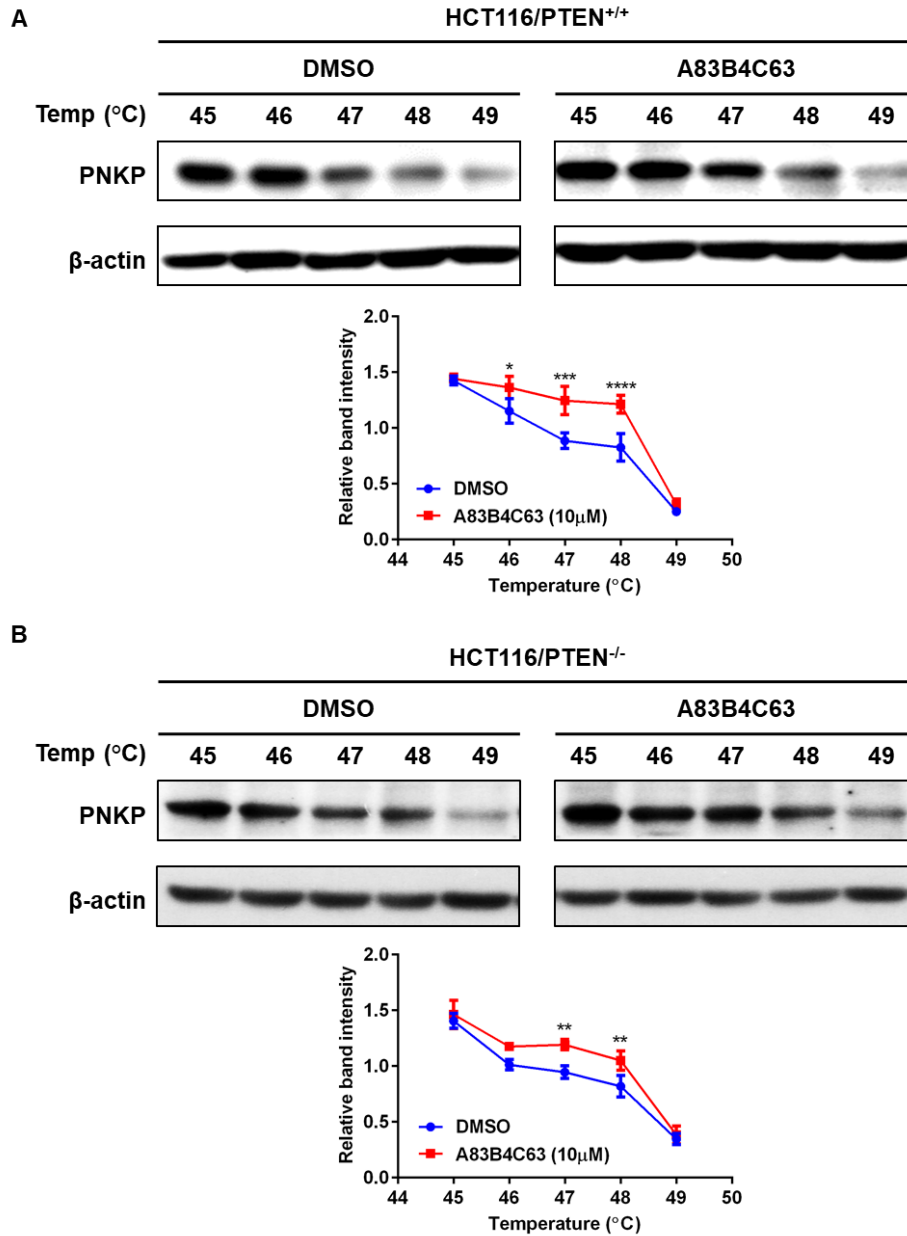 A
HCT116/PTEN+/+
DMSO A83B4C63
Temp (°C) 45 46 47 48 49 45 46 47 48 49
PNKP
β-actin
2.0
1.5
1.0
0.5
0.0
Relative band intensity
* *** ****
DMSO
A83B4C63 (10μM)
44 45 46 47 48 49 50
Temperature (°C)
B
HCT116/PTEN-/-
DMSO A83B4C63
Temp (°C) 45 46 47 48 49 45 46 47 48 49
PNKP
β-actin
2.0
1.5
1.0
0.5
0.0
Relative band intensity
** **
DMSO
A83B4C63 (10μM)
44 45 46 47 48 49 50
Temperature (°C)